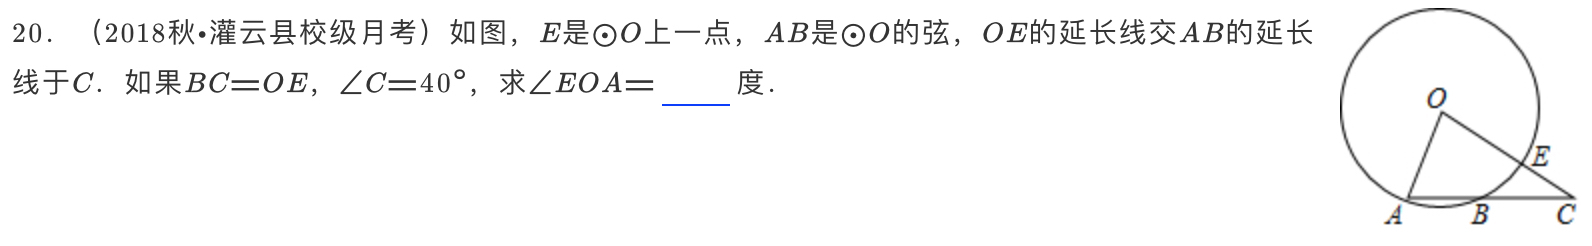 20. （2018秋•灌云县校级月考）如图，E是⊙O上一点，AB是⊙O的弦，OE的延长线交AB的延长
线于C．如果BC=OE，∠C=40°，求∠EOA=____度．
O
E
A B C